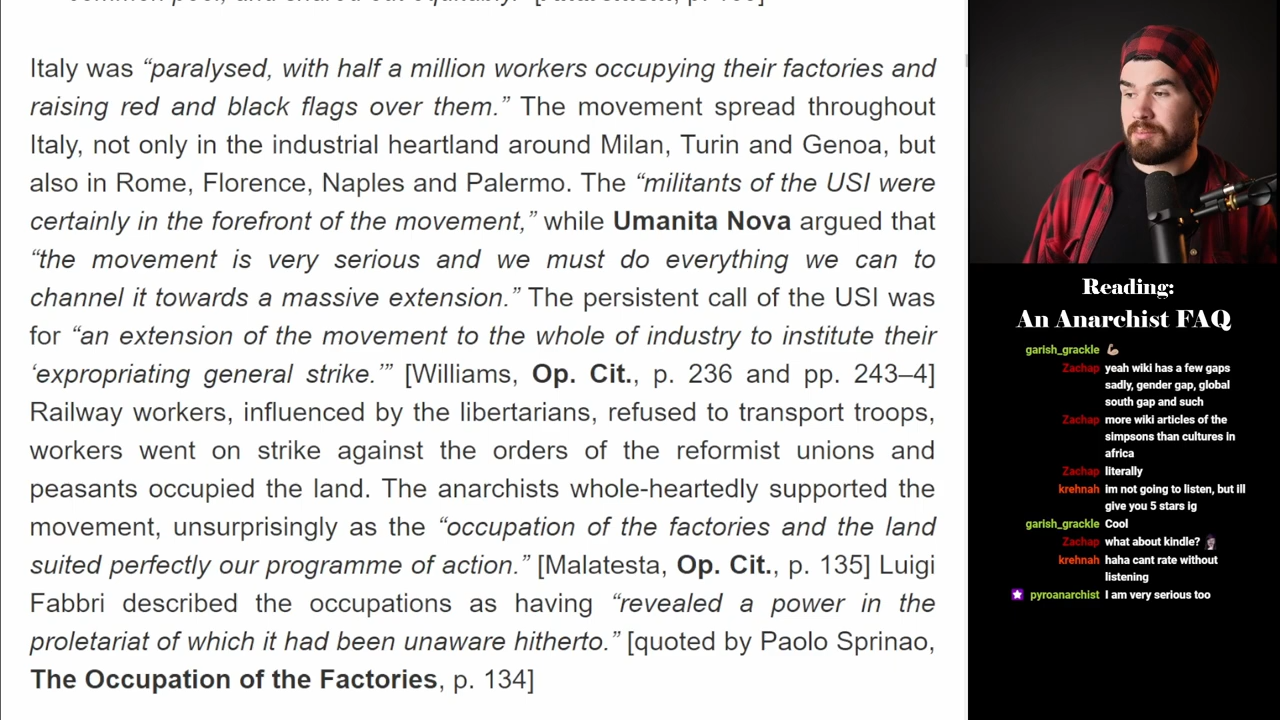 Italy was “paralysed, with half a million workers occupying their factories and
raising red and black flags over them.” The movement spread throughout
Italy, not only in the industrial heartland around Milan, Turin and Genoa, but
also in Rome, Florence, Naples and Palermo. The “militants of the USI were
certainly in the forefront of the movement,” while Umanita Nova argued that
“the movement is very serious and we must do everything we can to
channel it towards a massive extension.” The persistent call of the USI was
for “an extension of the movement to the whole of industry to institute their
‘expropriating general strike.’” [Williams, Op. Cit., p. 236 and pp. 243–4]
Railway workers, influenced by the libertarians, refused to transport troops,
workers went on strike against the orders of the reformist unions and
peasants occupied the land. The anarchists whole-heartedly supported the
movement, unsurprisingly as the “occupation of the factories and the land
suited perfectly our programme of action.” [Malatesta, Op. Cit., p. 135] Luigi
Fabbri described the occupations as having “revealed a power in the
proletariat of which it had been unaware hitherto.” [quoted by Paolo Sprinao,
The Occupation of the Factories, p. 134]
Reading:
An Anarchist FAQ
garish_grackle 💪🏼
Zachap yeah wiki has a few gaps
sadly, gender gap, global
south gap and such
Zachap more wiki articles of the
simpsons than cultures in
africa
Zachap literally
krehnah im not going to listen, but ill
give you 5 stars ig
garish_grackle Cool
Zachap what about kindle?
krehnah haha cant rate without
listening
pyroanarchist I am very serious too